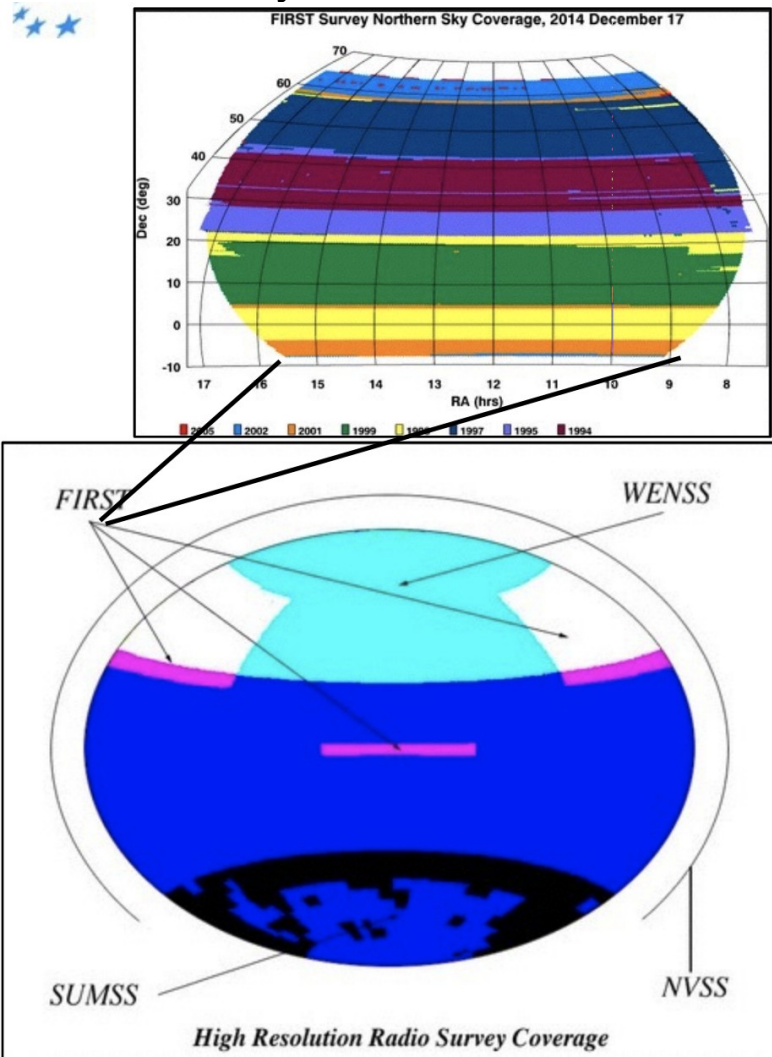 FIRST Survey Northern Sky Coverage, 2014 December 17
70
60
50
40
30
20
10
0
-10
Dec (deg)
17 16 15 14 13 12 11 10 9 8
RA (hrs)
2005 2002 2001 1999 1998 1997 1995 1994
FIRST
WENSS
SUMSS
NVSS
High Resolution Radio Survey Coverage